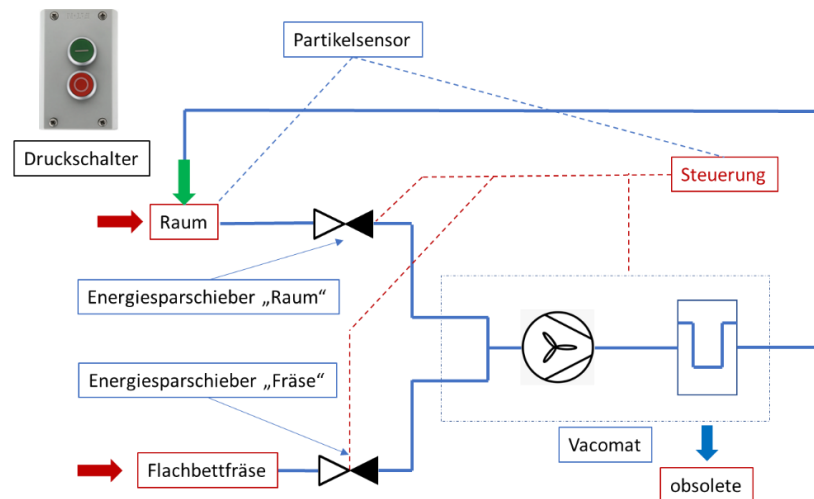 Partikelsensor
Druckschalter
Steuerung
Raum
Energiesparschieber „Raum“
Energiesparschieber „Fräse“
Vacomat
Flachbettfräse
obsolete